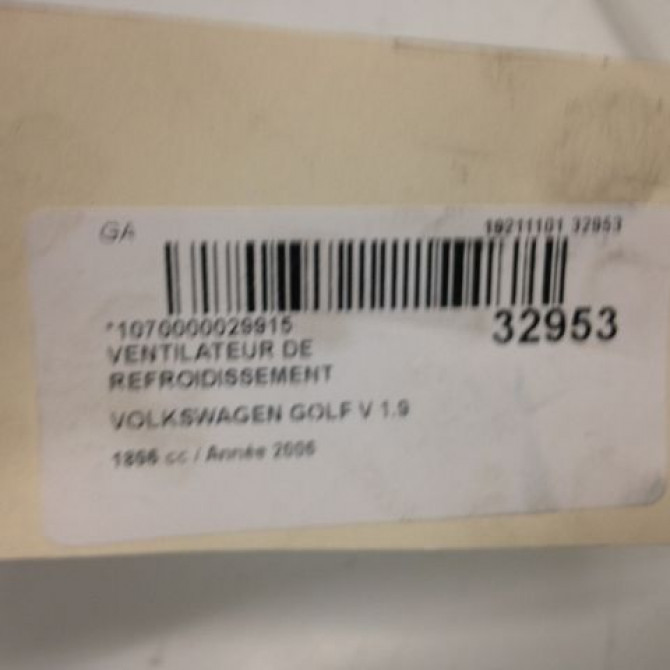 GA 19211101 32953
*1070000029915 32953
VENTILATEUR DE
REFROIDISSEMENT
VOLKSWAGEN GOLF V 1.9
1896 cc / Année 2006